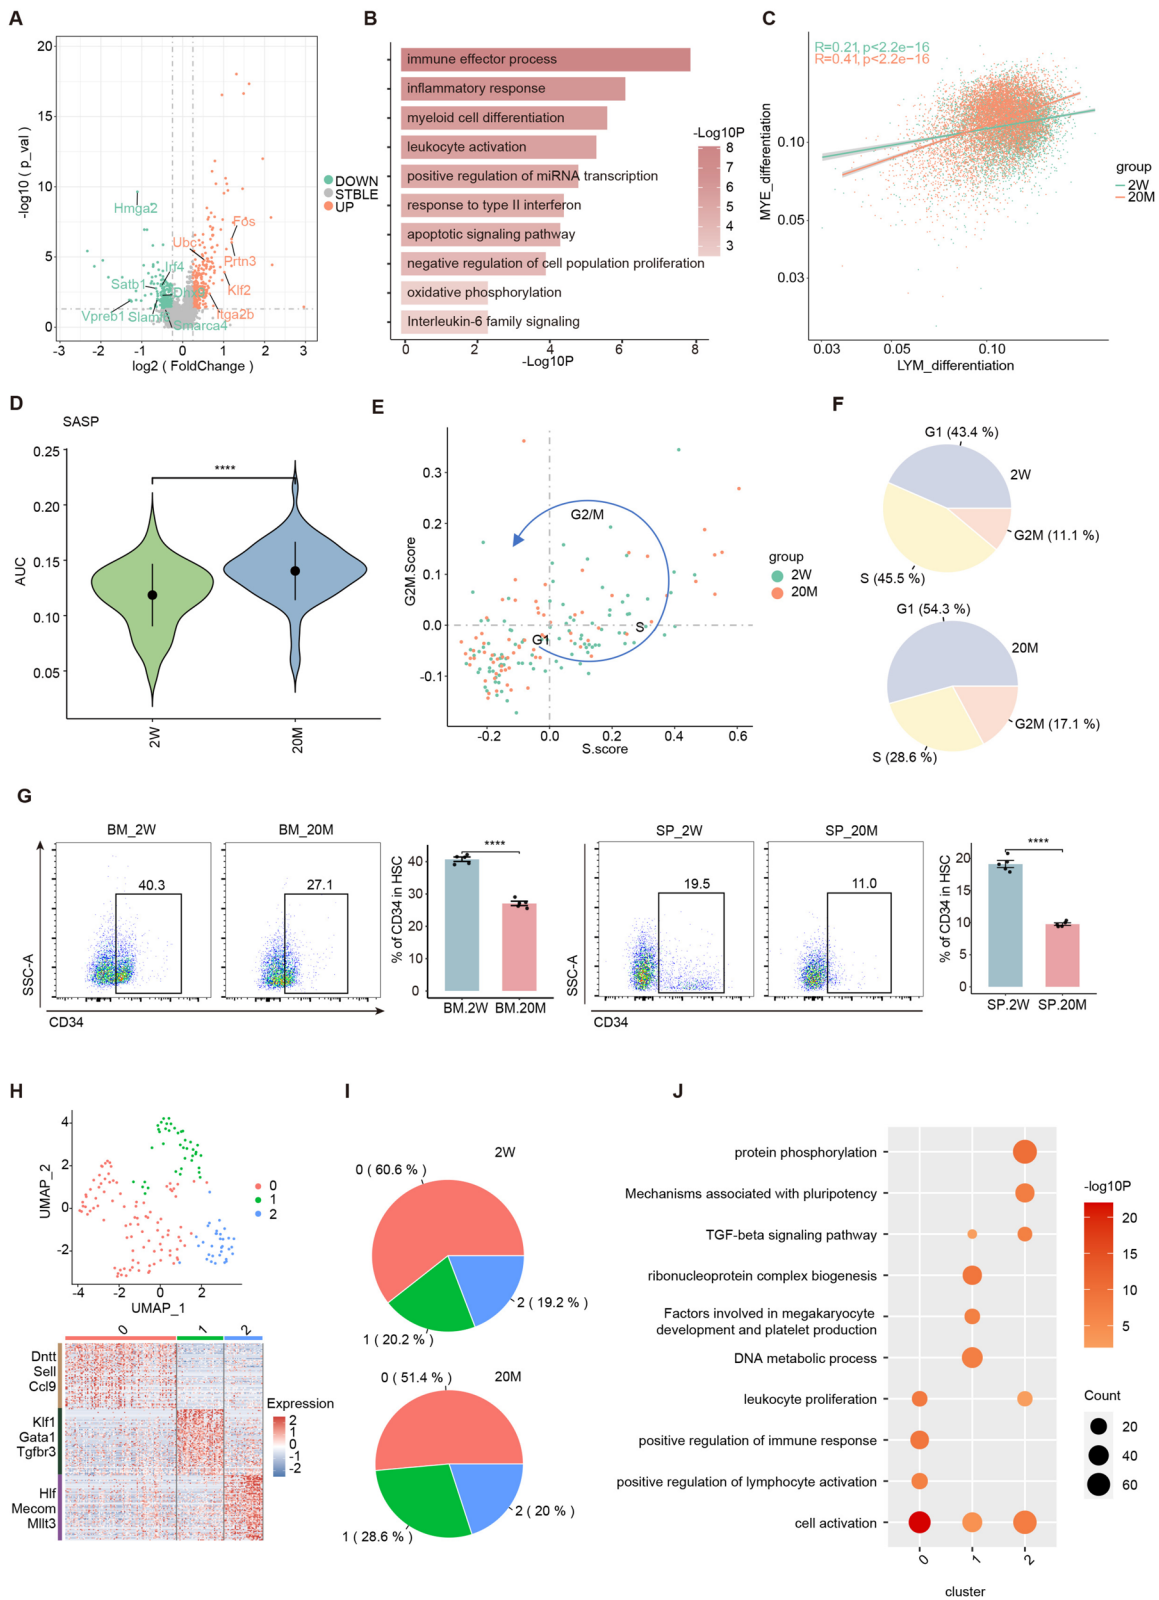 A
20
15
10
5
0
-log10 ( p_val )
-3
-2
-1
0
1
2
3
log2 ( FoldChange )
Hmga2
Fos
Ubc
Prtn3
Irf4
Satb1
Klf2
Vpreb1
Itga2b
Smarca4
DOWN
STBLE
UP
B
immune effector process
inflammatory response
myeloid cell differentiation
leukocyte activation
positive regulation of miRNA transcription
response to type II interferon
apoptotic signaling pathway
negative regulation of cell population proliferation
oxidative phosphorylation
Interleukin-6 family signaling
0
2
4
6
8
-Log10P
-Log10P
8
7
6
5
4
3
C
R=0.21, p<2.2e−16
R=0.41, p<2.2e−16
MYE_differentiation
0.10
0.05
0.03
0.03
0.05
0.10
LYM_differentiation
group
2W
20M
D
SASP
0.25
0.20
0.15
0.10
0.05
AUC
****
2W
20M
E
G2M.Score
0.3
0.2
0.1
0.0
-0.1
G2/M
G1
S
-0.2
0.0
0.2
0.4
0.6
S.score
group
2W
20M
F
G1 (43.4 %)
2W
G2M (11.1 %)
S (45.5 %)
G1 (54.3 %)
20M
G2M (17.1 %)
S (28.6 %)
G
BM_2W
BM_20M
40.3
27.1
SSC-A
CD34
% of CD34 in HSC
****
40
30
20
10
0
BM.2W BM.20M
SP_2W
SP_20M
19.5
11.0
SSC-A
CD34
% of CD34 in HSC
****
20
15
10
5
0
SP.2W SP.20M
H
UMAP_2
4
2
0
-2
-4
-2
0
2
UMAP_1
0
1
2
0
1
2
Dntt
Sell
Ccl9
Klf1
Gata1
Tgfbr3
Hlf
Mecom
Mllt3
Expression
2
1
0
-1
-2
I
2W
0 ( 60.6 % )
2 ( 19.2 % )
1 ( 20.2 % )
20M
0 ( 51.4 % )
2 ( 20 % )
1 ( 28.6 % )
J
protein phosphorylation
Mechanisms associated with pluripotency
TGF-beta signaling pathway
ribonucleoprotein complex biogenesis
Factors involved in megakaryocyte
development and platelet production
DNA metabolic process
leukocyte proliferation
positive regulation of immune response
positive regulation of lymphocyte activation
cell activation
0
1
2
cluster
-log10P
20
15
10
5
Count
20
40
60